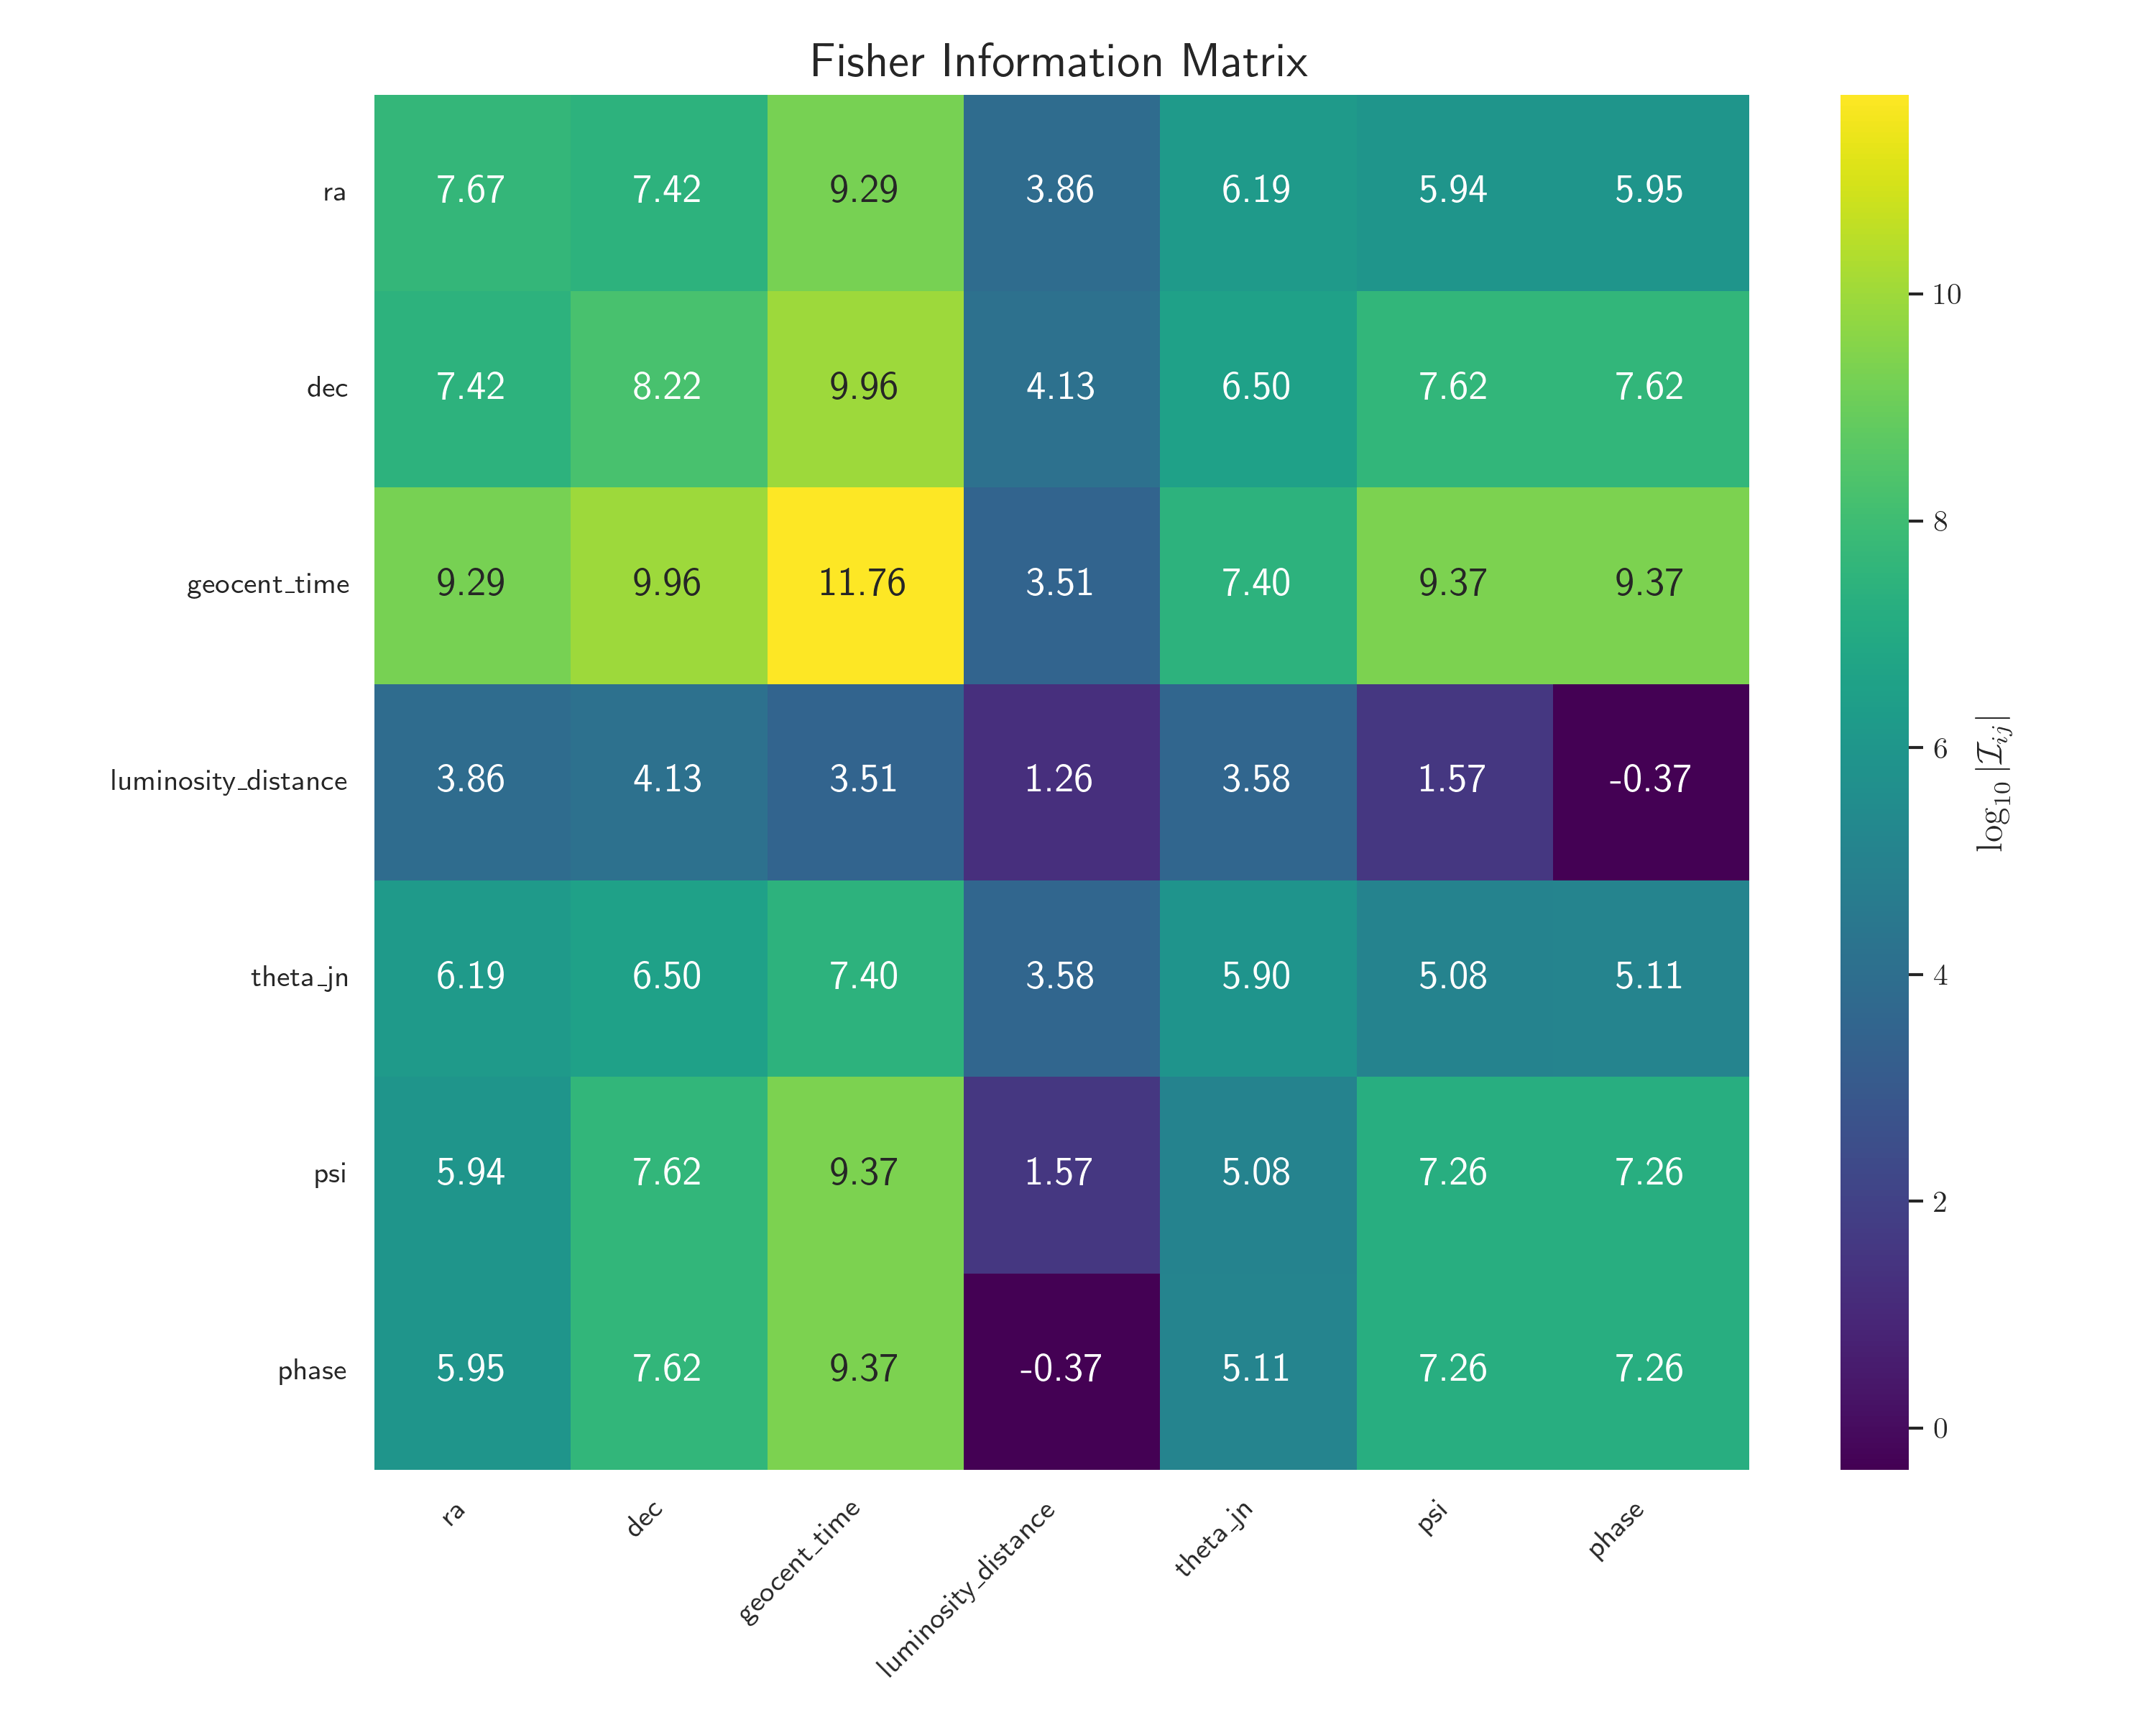 Fisher Information Matrix
ra 7.67 7.42 9.29 3.86 6.19 5.94 5.95
dec 7.42 8.22 9.96 4.13 6.50 7.62 7.62
geocent_time 9.29 9.96 11.76 3.51 7.40 9.37 9.37
luminosity_distance 3.86 4.13 3.51 1.26 3.58 1.57 -0.37
theta_jn 6.19 6.50 7.40 3.58 5.90 5.08 5.11
psi 5.94 7.62 9.37 1.57 5.08 7.26 7.26
phase 5.95 7.62 9.37 -0.37 5.11 7.26 7.26
ra dec geocent_time luminosity_distance theta_jn psi phase
10
8
6
4
2
0
log₁₀ |ℐᵢⱼ|